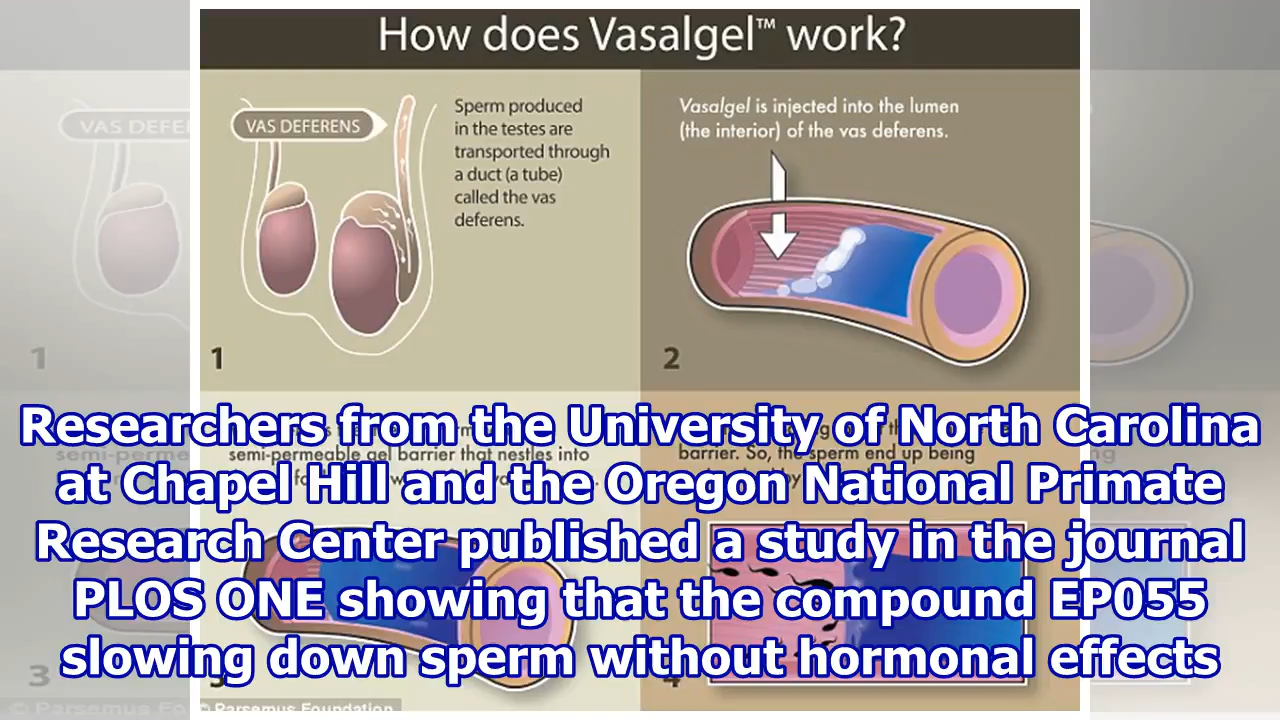 How does Vasalgel™ work?
VAS DEFERENS
Sperm produced
in the testes are
transported through
a duct (a tube)
called the vas
deferens.
1
Vasalgel is injected into the lumen
(the interior) of the vas deferens.
2
VAS DEFE
1
Researchers from the University of North Carolina
at Chapel Hill and the Oregon National Primate
Research Center published a study in the journal
PLOS ONE showing that the compound EP055
slowing down sperm without hormonal effects
semi-permeable gel barrier that nestles into
barrier. So, the sperm end up being
3
4
© Parsemus Foundation